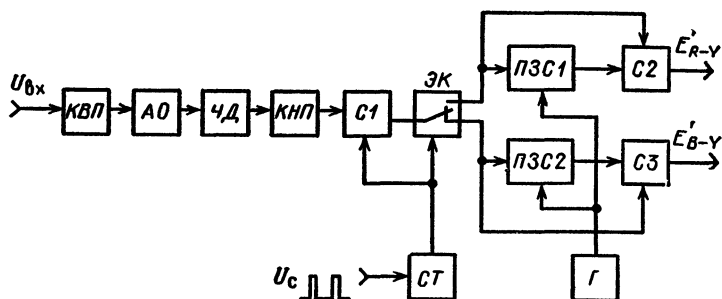 U_вх
КВП
АО
ЧД
КНП
С1
ЭК
ПЗС1
С2
E'_R-Y
ПЗС2
С3
E'_B-Y
U_с
СТ
Г